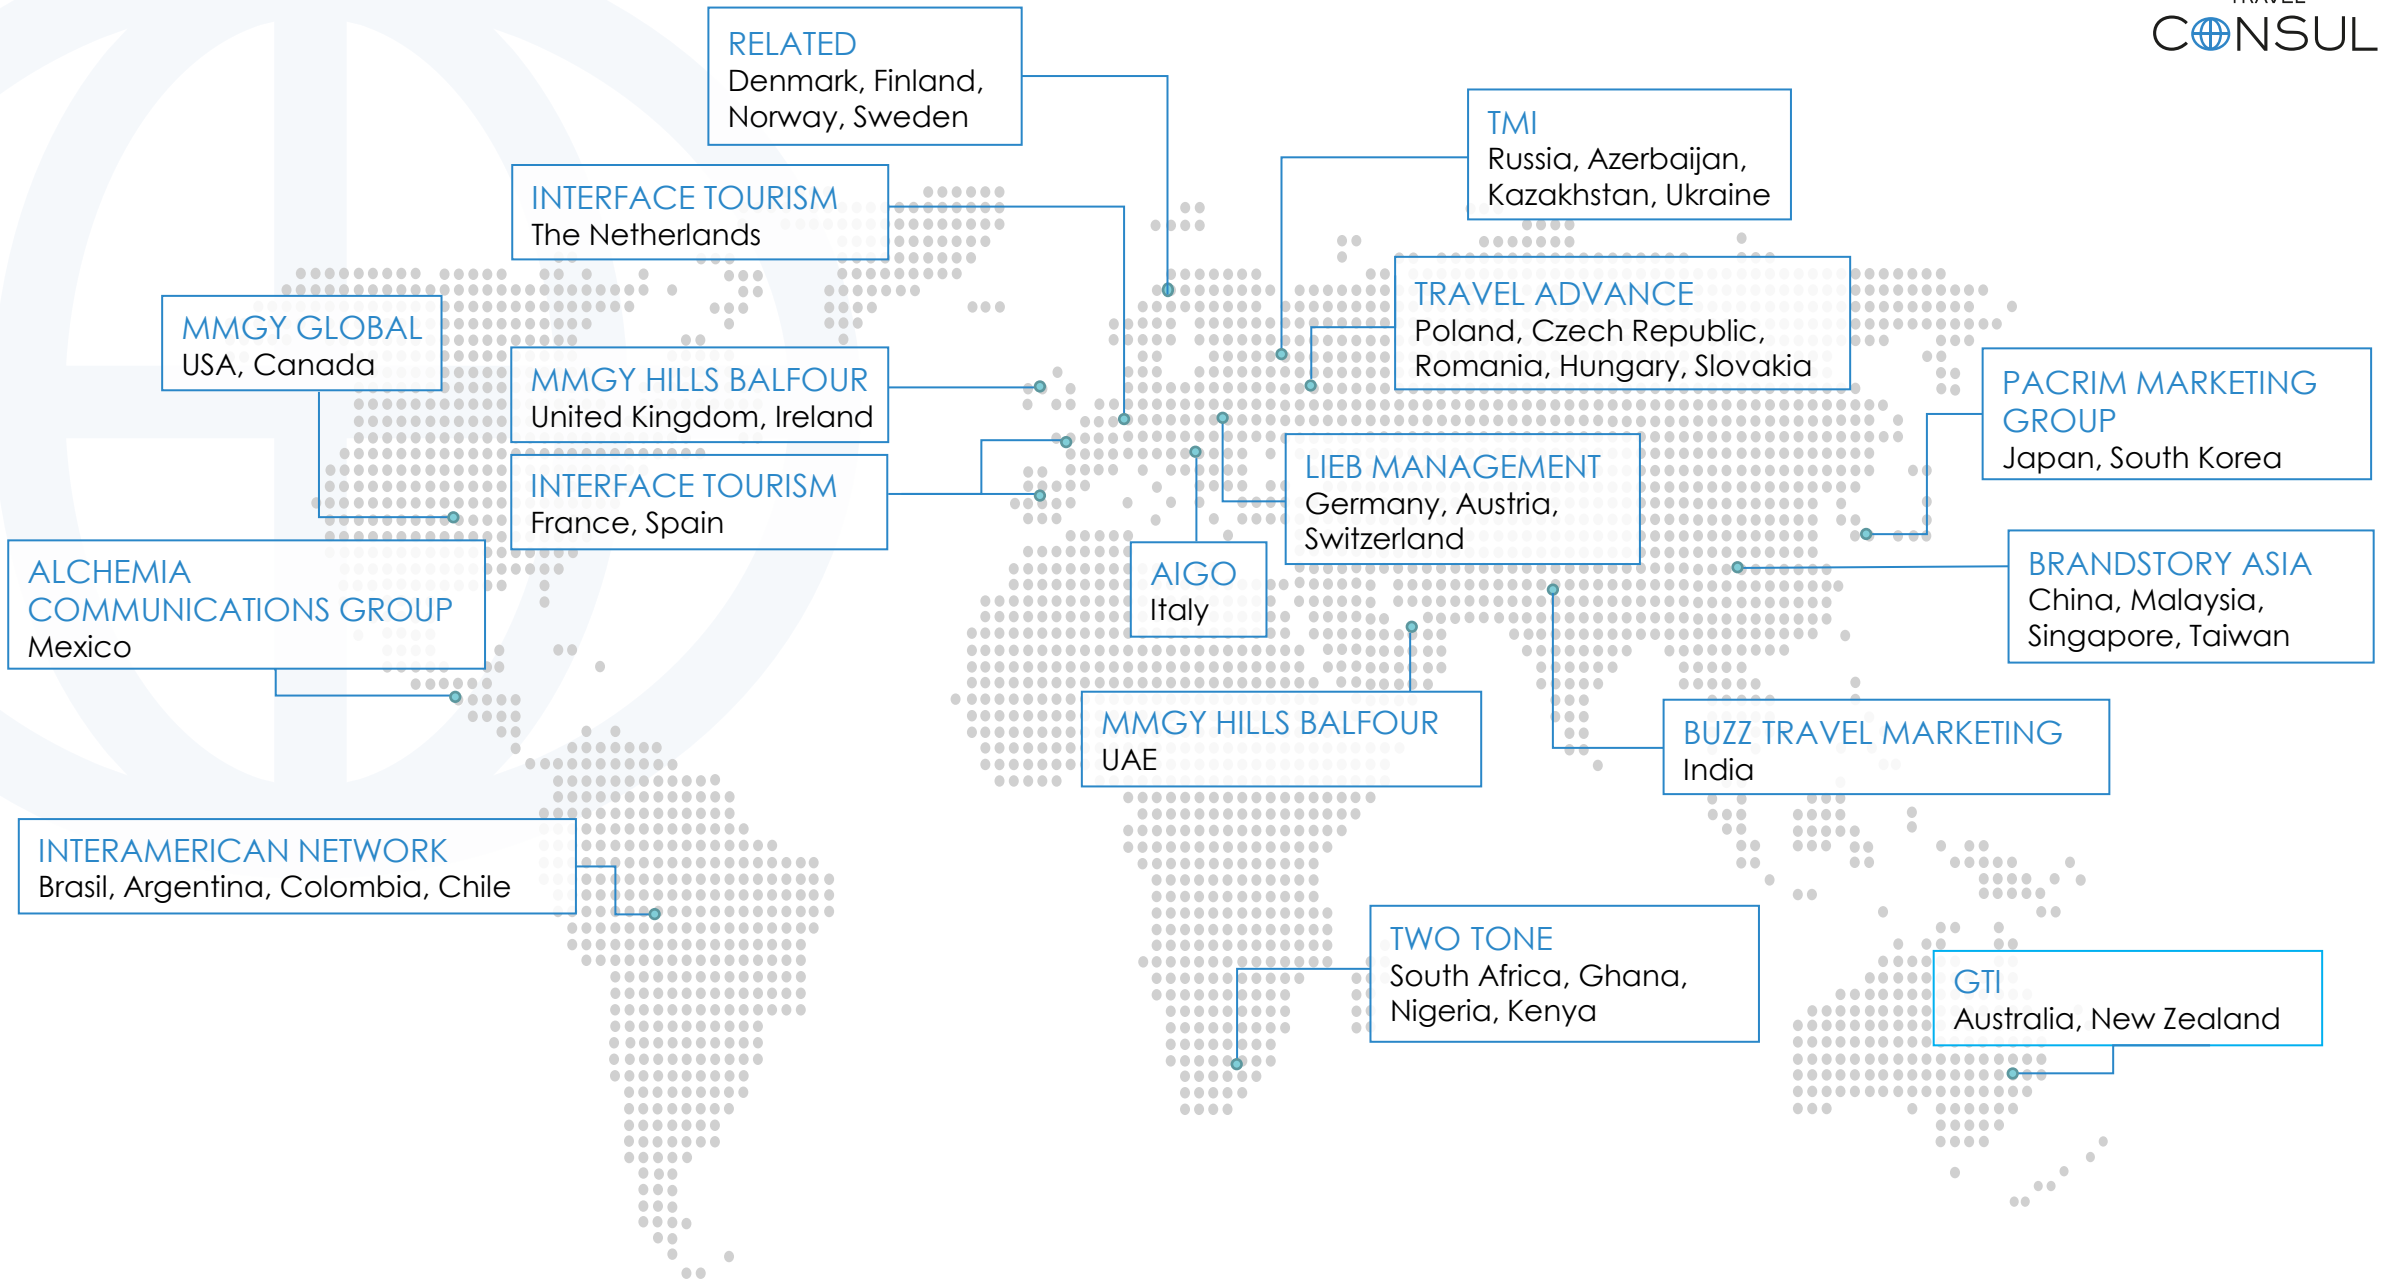 TRAVEL
CONSUL
RELATED
Denmark, Finland,
Norway, Sweden
TMI
Russia, Azerbaijan,
Kazakhstan, Ukraine
INTERFACE TOURISM
The Netherlands
TRAVEL ADVANCE
Poland, Czech Republic,
Romania, Hungary, Slovakia
MMGY GLOBAL
USA, Canada
MMGY HILLS BALFOUR
United Kingdom, Ireland
PACRIM MARKETING
GROUP
Japan, South Korea
INTERFACE TOURISM
France, Spain
LIEB MANAGEMENT
Germany, Austria,
Switzerland
ALCHEMIA
COMMUNICATIONS GROUP
Mexico
AIGO
Italy
BRANDSTORY ASIA
China, Malaysia,
Singapore, Taiwan
MMGY HILLS BALFOUR
UAE
BUZZ TRAVEL MARKETING
India
INTERAMERICAN NETWORK
Brasil, Argentina, Colombia, Chile
TWO TONE
South Africa, Ghana,
Nigeria, Kenya
GTI
Australia, New Zealand